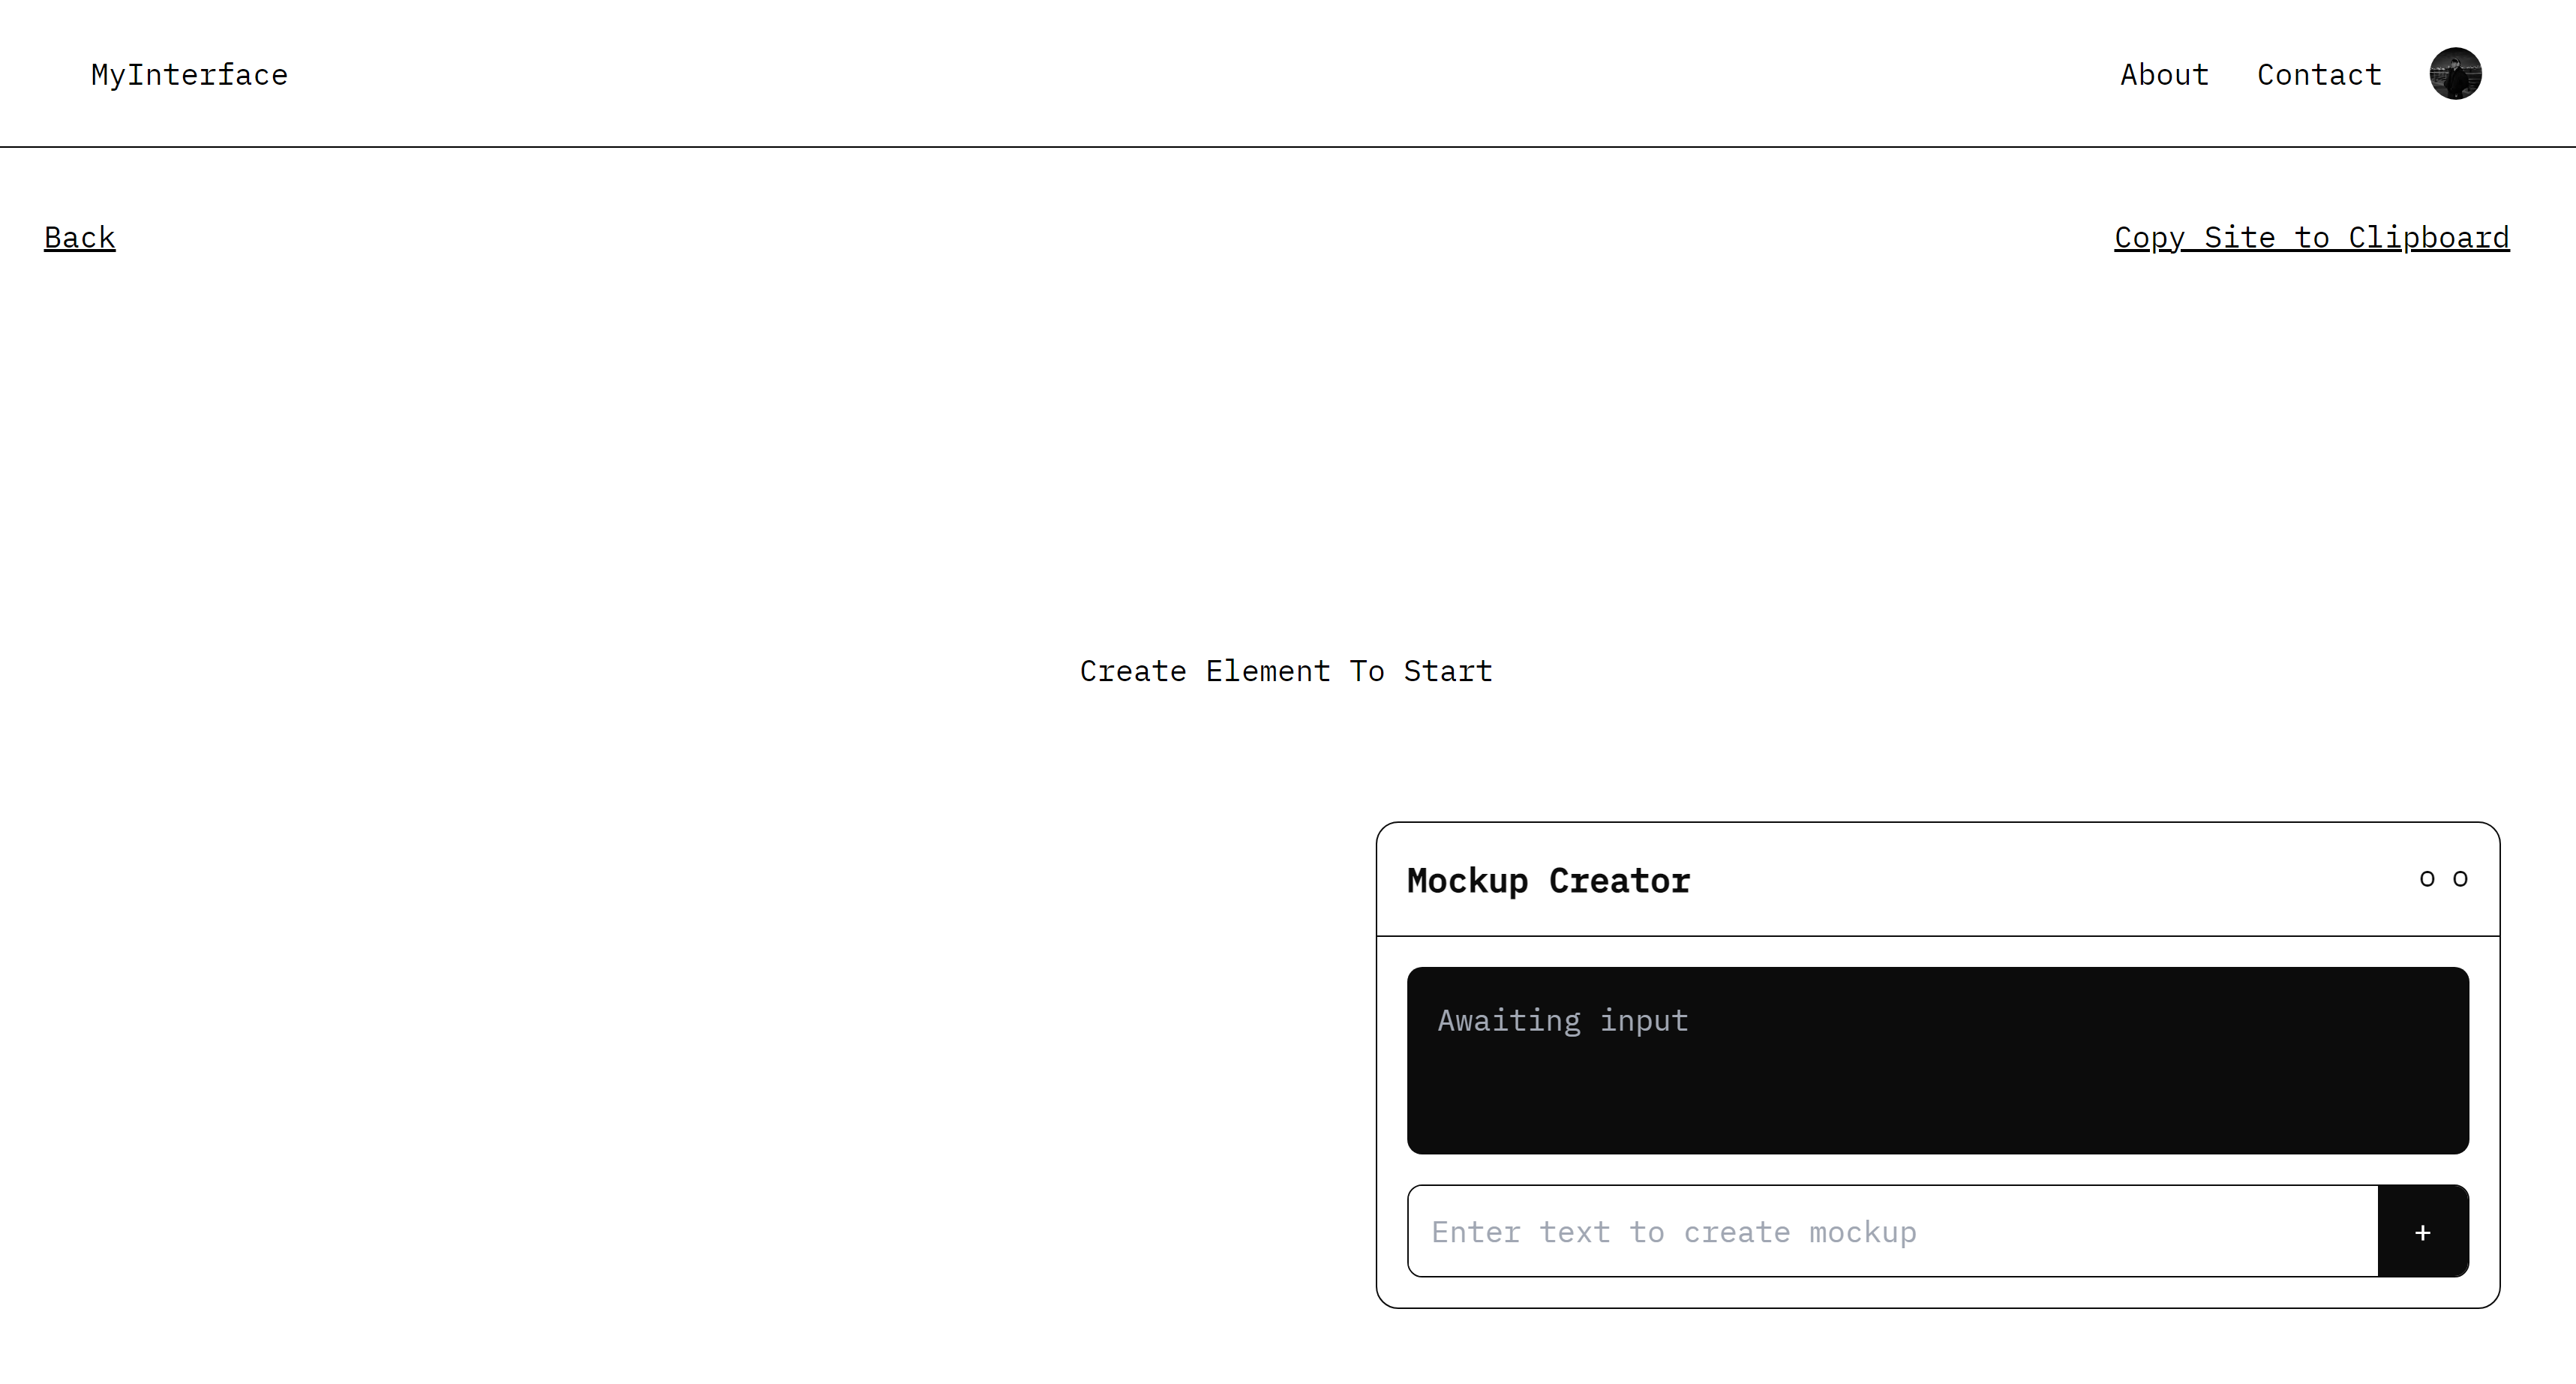 MyInterface
About
Contact
Back
Copy Site to Clipboard
Create Element To Start
Mockup Creator
o o
Awaiting input
Enter text to create mockup
+